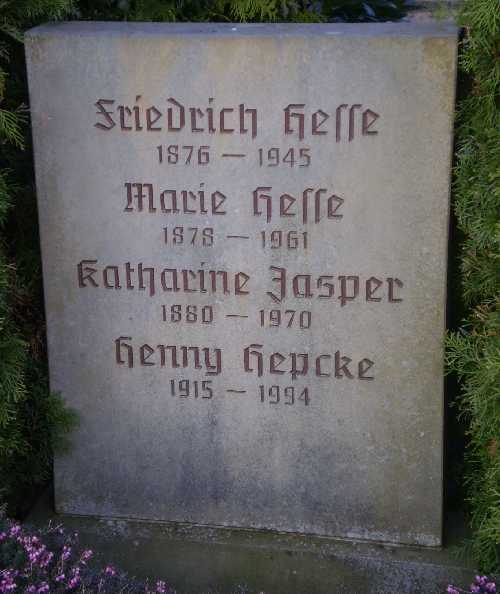 Friedrich Hesse
1876 – 1945
Marie Hesse
1878 – 1961
Katharine Jasper
1880 – 1970
Henny Hepcke
1915 – 1994